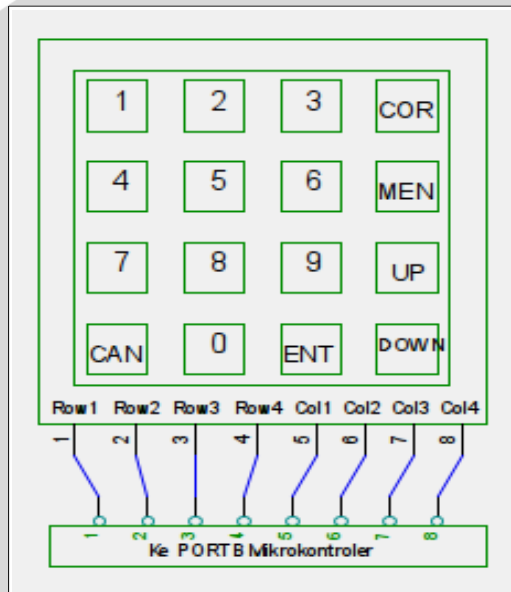 1 2 3 COR
4 5 6 MEN
7 8 9 UP
CAN 0 ENT DOWN
Row1 Row2 Row3 Row4 Col1 Col2 Col3 Col4
1 2 3 4 5 6 7 8
1 2 3 4 5 6 7 8
Ke PORTB Mikrokontroler